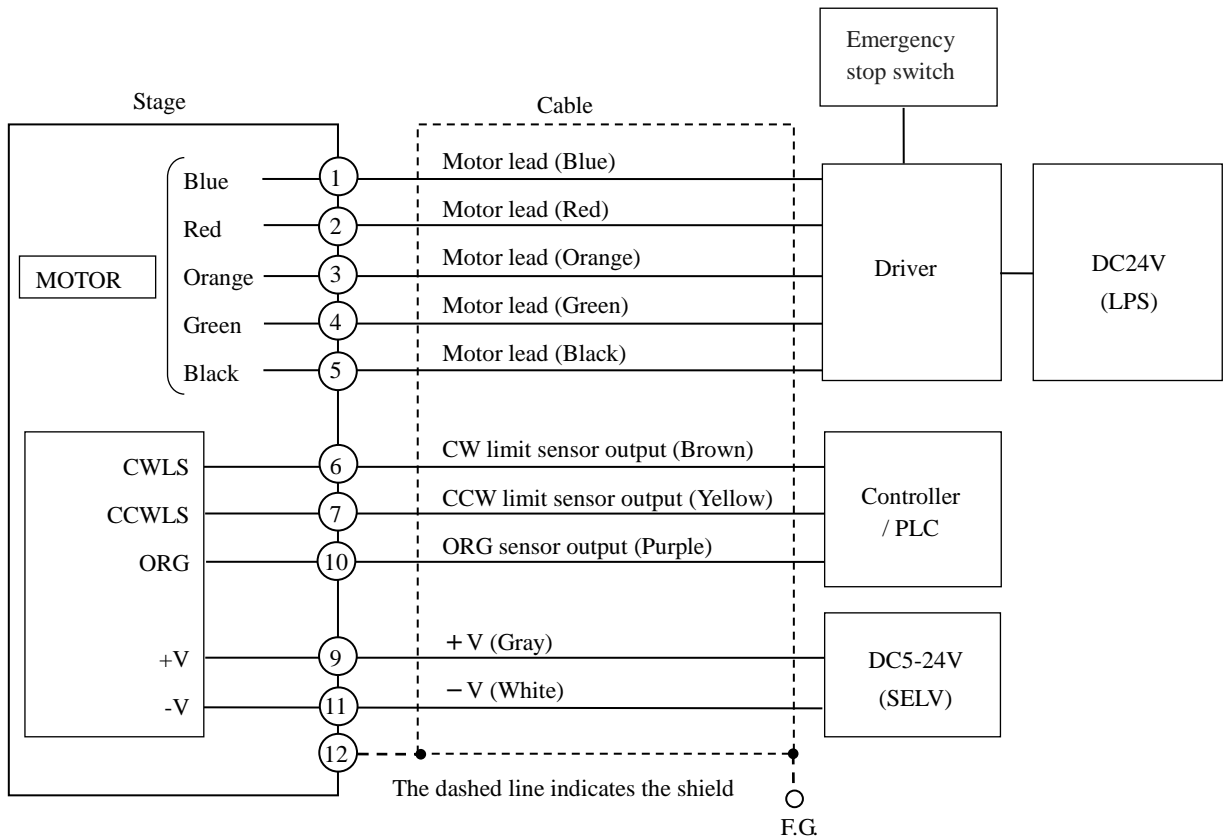 Emergency
stop switch
Stage
Cable
Blue
1
Motor lead (Blue)
Red
2
Motor lead (Red)
MOTOR
Orange
3
Motor lead (Orange)
Driver
DC24V
(LPS)
Green
4
Motor lead (Green)
Black
5
Motor lead (Black)
CWLS
6
CW limit sensor output (Brown)
CCWLS
7
CCW limit sensor output (Yellow)
Controller
/ PLC
ORG
10
ORG sensor output (Purple)
+V
9
+V (Gray)
DC5-24V
(SELV)
-V
11
−V (White)
12
The dashed line indicates the shield
F.G.